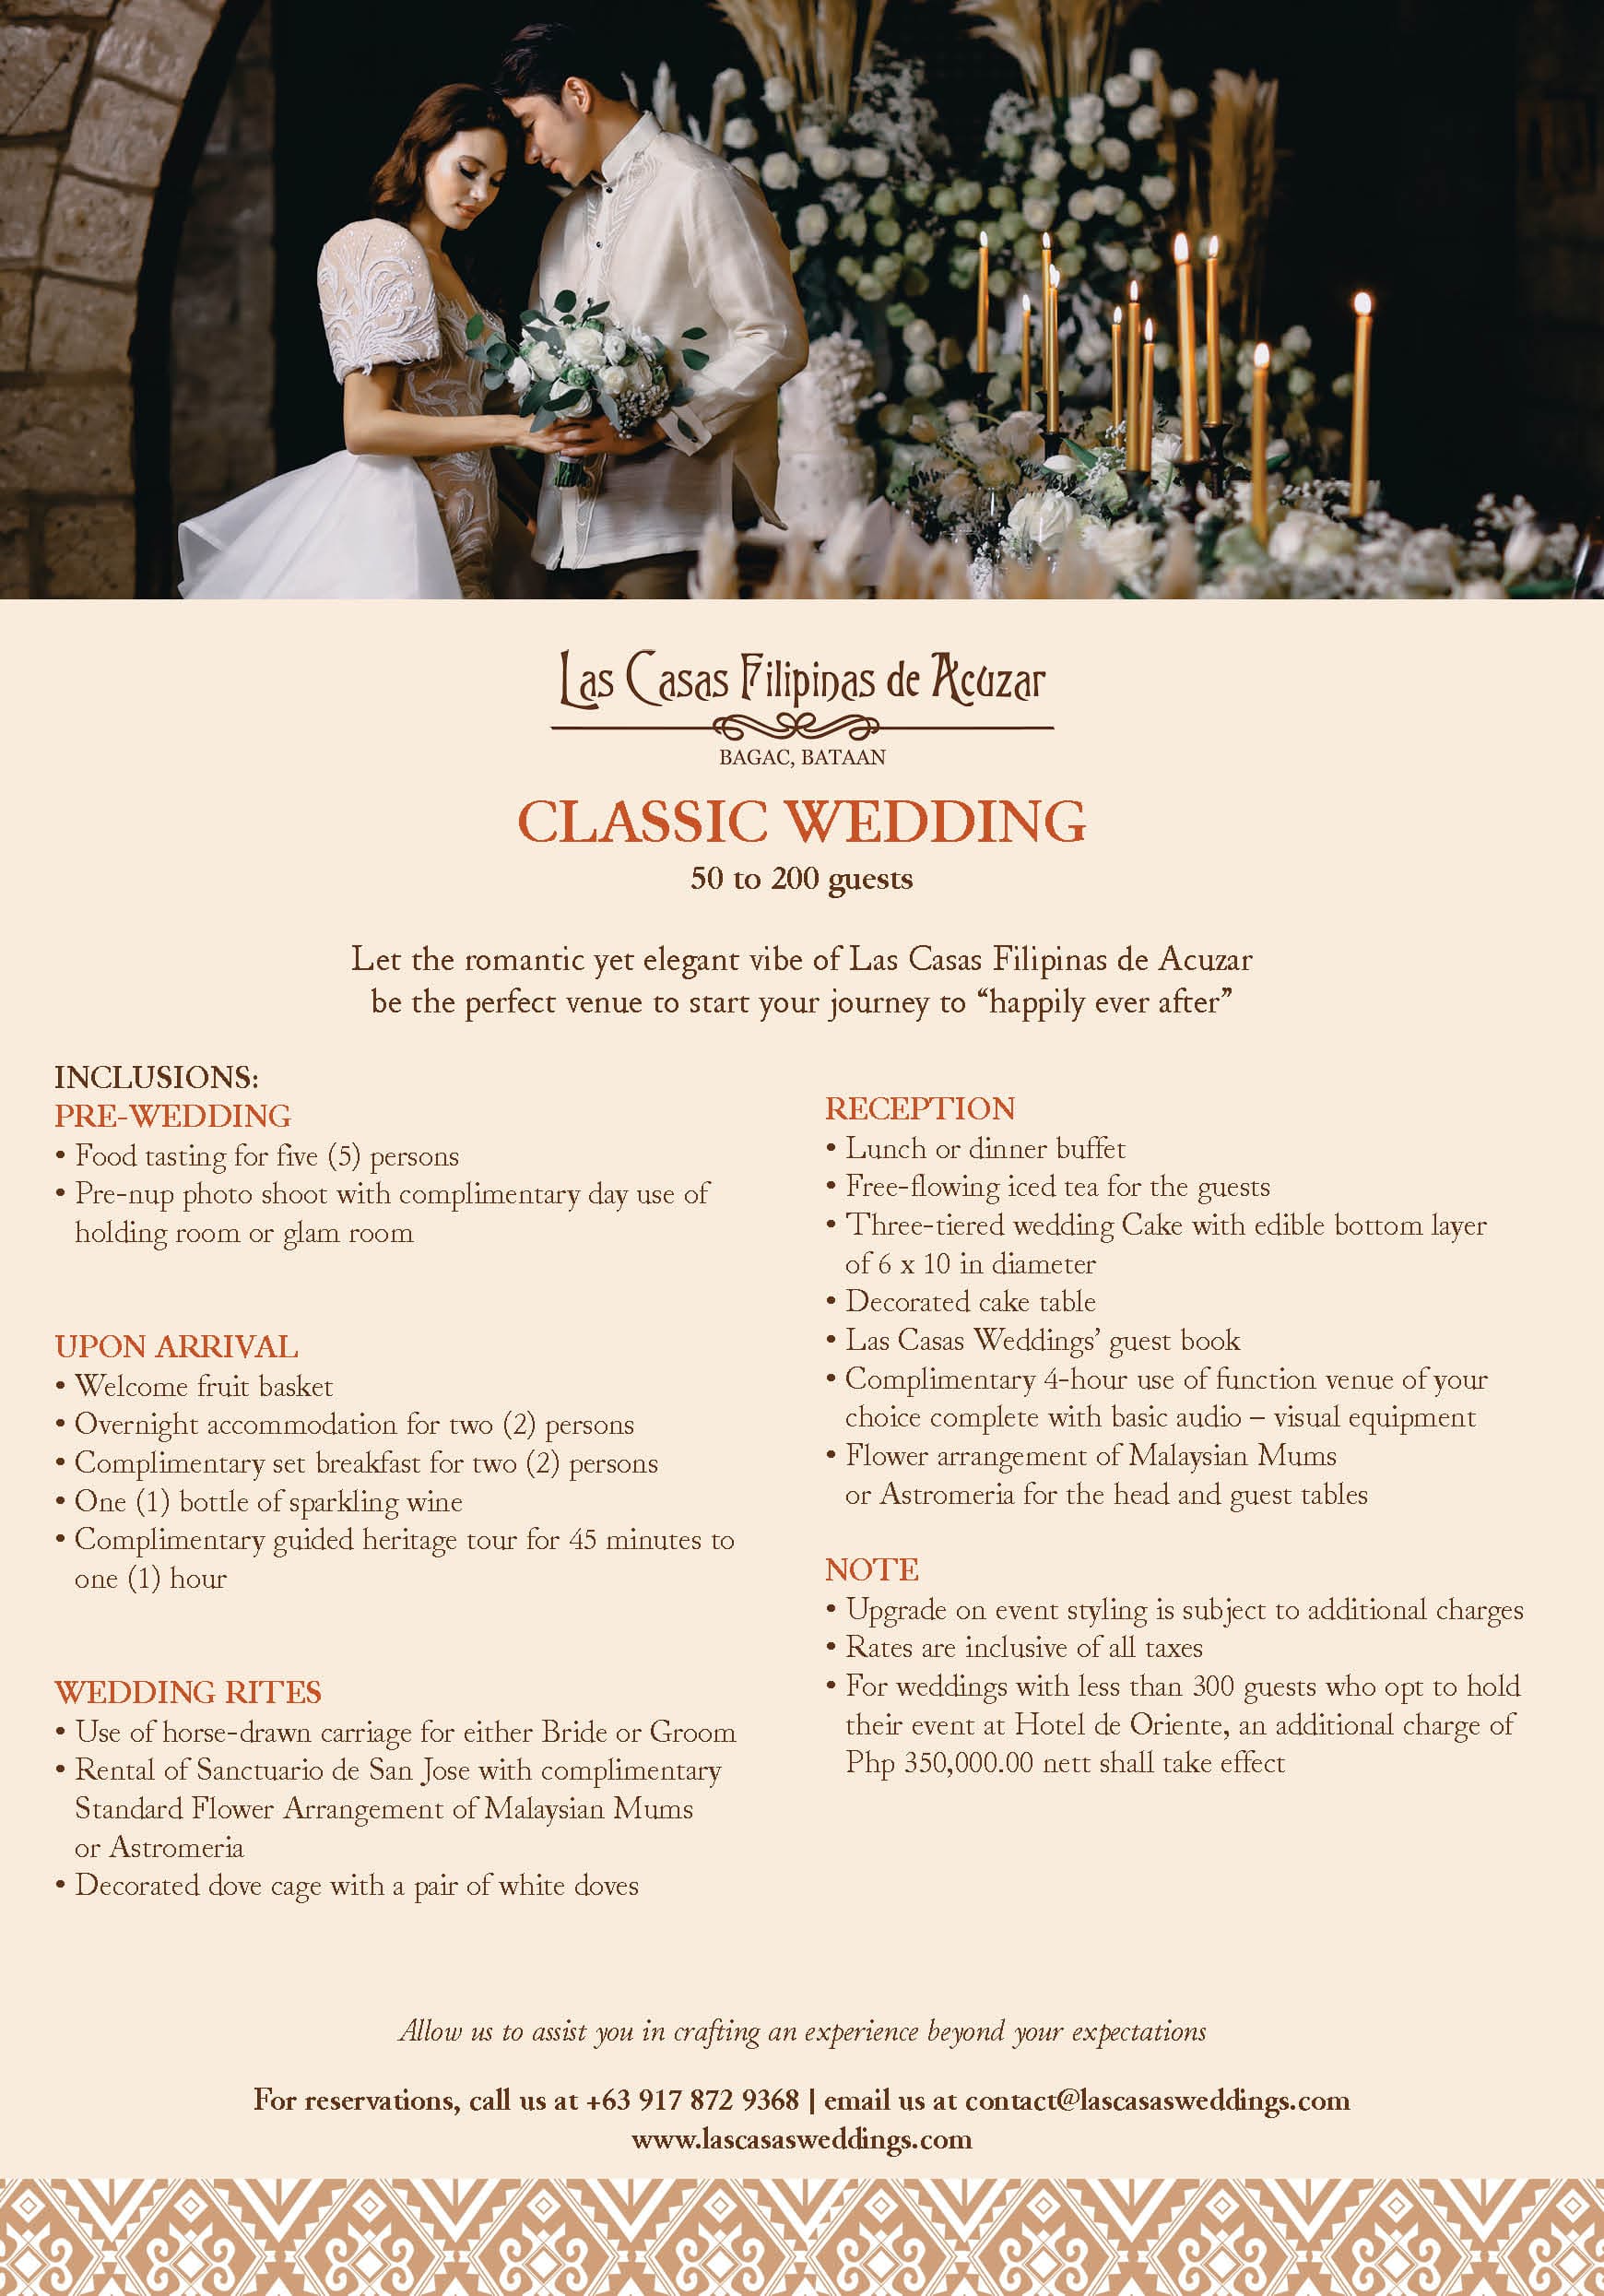 Las Casas Filipinas de Acuzar
BAGAC, BATAAN
CLASSIC WEDDING
50 to 200 guests
Let the romantic yet elegant vibe of Las Casas Filipinas de Acuzar
be the perfect venue to start your journey to “happily ever after”
INCLUSIONS:
PRE-WEDDING
• Food tasting for five (5) persons
• Pre-nup photo shoot with complimentary day use of
holding room or glam room
UPON ARRIVAL
• Welcome fruit basket
• Overnight accommodation for two (2) persons
• Complimentary set breakfast for two (2) persons
• One (1) bottle of sparkling wine
• Complimentary guided heritage tour for 45 minutes to
one (1) hour
WEDDING RITES
• Use of horse-drawn carriage for either Bride or Groom
• Rental of Sanctuario de San Jose with complimentary
Standard Flower Arrangement of Malaysian Mums
or Astromeria
• Decorated dove cage with a pair of white doves
RECEPTION
• Lunch or dinner buffet
• Free-flowing iced tea for the guests
• Three-tiered wedding Cake with edible bottom layer
of 6 x 10 in diameter
• Decorated cake table
• Las Casas Weddings’ guest book
• Complimentary 4-hour use of function venue of your
choice complete with basic audio – visual equipment
• Flower arrangement of Malaysian Mums
or Astromeria for the head and guest tables
NOTE
• Upgrade on event styling is subject to additional charges
• Rates are inclusive of all taxes
• For weddings with less than 300 guests who opt to hold
their event at Hotel de Oriente, an additional charge of
Php 350,000.00 nett shall take effect
Allow us to assist you in crafting an experience beyond your expectations
For reservations, call us at +63 917 872 9368 | email us at contact@lascasasweddings.com
www.lascasasweddings.com